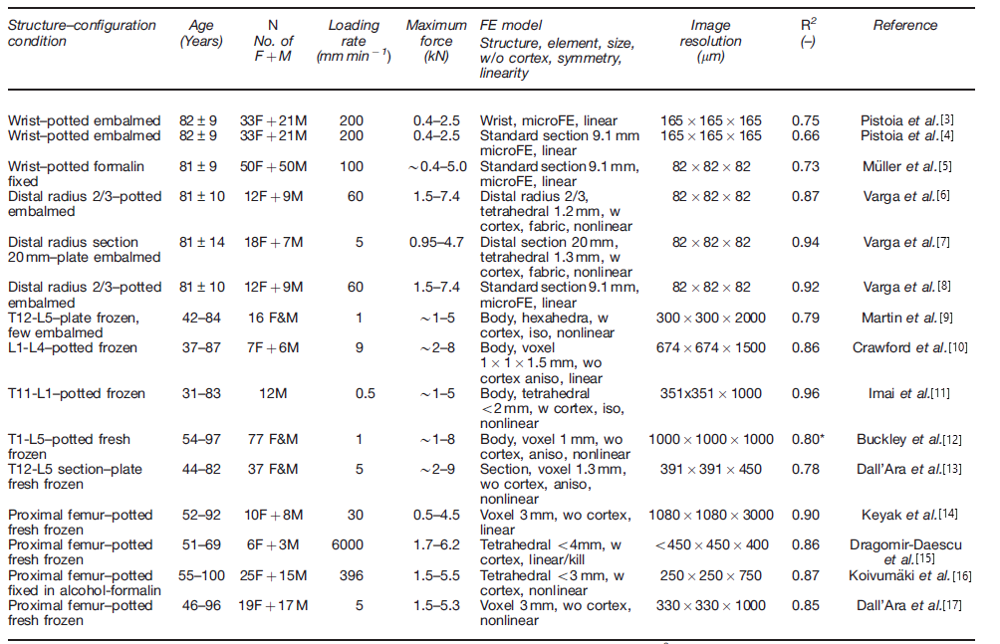 Structure–configuration condition | Age (Years) | N No. of F + M | Loading rate (mm min −1) | Maximum force (kN) | FE model Structure, element, size, w/o cortex, symmetry, linearity | Image resolution (μm) | R2 (–) | Reference
Wrist–potted embalmed | 82 ± 9 | 33F + 21M | 200 | 0.4–2.5 | Wrist, microFE, linear | 165 × 165 × 165 | 0.75 | Pistoia et al.[3]
Wrist–potted embalmed | 82 ± 9 | 33F + 21M | 200 | 0.4–2.5 | Standard section 9.1 mm microFE, linear | 165 × 165 × 165 | 0.66 | Pistoia et al.[4]
Wrist–potted formalin fixed | 81 ± 9 | 50F + 50M | 100 | ~0.4–5.0 | Standard section 9.1 mm, microFE, linear | 82 × 82 × 82 | 0.73 | Müller et al.[5]
Distal radius 2/3–potted embalmed | 81 ± 10 | 12F + 9M | 60 | 1.5–7.4 | Distal radius 2/3, tetrahedral 1.2 mm, w cortex, fabric, nonlinear | 82 × 82 × 82 | 0.87 | Varga et al.[6]
Distal radius section 20 mm–plate embalmed | 81 ± 14 | 18F + 7M | 5 | 0.95–4.7 | Distal section 20 mm, tetrahedral 1.3 mm, w cortex, fabric, nonlinear | 82 × 82 × 82 | 0.94 | Varga et al.[7]
Distal radius 2/3–potted embalmed | 81 ± 10 | 12F + 9M | 60 | 1.5–7.4 | Standard section 9.1 mm, microFE, linear | 82 × 82 × 82 | 0.92 | Varga et al.[8]
T12-L5–plate frozen, few embalmed | 42–84 | 16 F&M | 1 | ~1–5 | Body, hexahedra, w cortex, iso, nonlinear | 300 × 300 × 2000 | 0.79 | Martin et al.[9]
L1-L4–potted frozen | 37–87 | 7F + 6M | 9 | ~2–8 | Body, voxel 1 × 1 × 1.5 mm, wo cortex aniso, linear | 674 × 674 × 1500 | 0.86 | Crawford et al.[10]
T11-L1–potted frozen | 31–83 | 12M | 0.5 | ~1–5 | Body, tetrahedral <2 mm, w cortex, iso, nonlinear | 351x351 × 1000 | 0.96 | Imai et al.[11]
T1-L5–potted fresh frozen | 54–97 | 77 F&M | 1 | ~1–8 | Body, voxel 1 mm, wo cortex, aniso, nonlinear | 1000 × 1000 × 1000 | 0.80* | Buckley et al.[12]
T12-L5 section–plate fresh frozen | 44–82 | 37 F&M | 5 | ~2–9 | Section, voxel 1.3 mm, wo cortex, aniso, nonlinear | 391 × 391 × 450 | 0.78 | Dall'Ara et al.[13]
Proximal femur–potted fresh frozen | 52–92 | 10F + 8M | 30 | 0.5–4.5 | Voxel 3 mm, wo cortex, linear | 1080 × 1080 × 3000 | 0.90 | Keyak et al.[14]
Proximal femur–potted fresh frozen | 51–69 | 6F + 3M | 6000 | 1.7–6.2 | Tetrahedral <4mm, w cortex, linear/kill | <450 × 450 × 400 | 0.86 | Dragomir-Daescu et al.[15]
Proximal femur–potted fixed in alcohol-formalin | 55–100 | 25F + 15M | 396 | 1.5–5.5 | Tetrahedral <3 mm, w cortex, nonlinear | 250 × 250 × 750 | 0.87 | Koivumäki et al.[16]
Proximal femur–potted fresh frozen | 46–96 | 19F + 17 M | 5 | 1.5–5.3 | Voxel 3 mm, wo cortex, nonlinear | 330 × 330 × 1000 | 0.85 | Dall'Ara et al.[17]